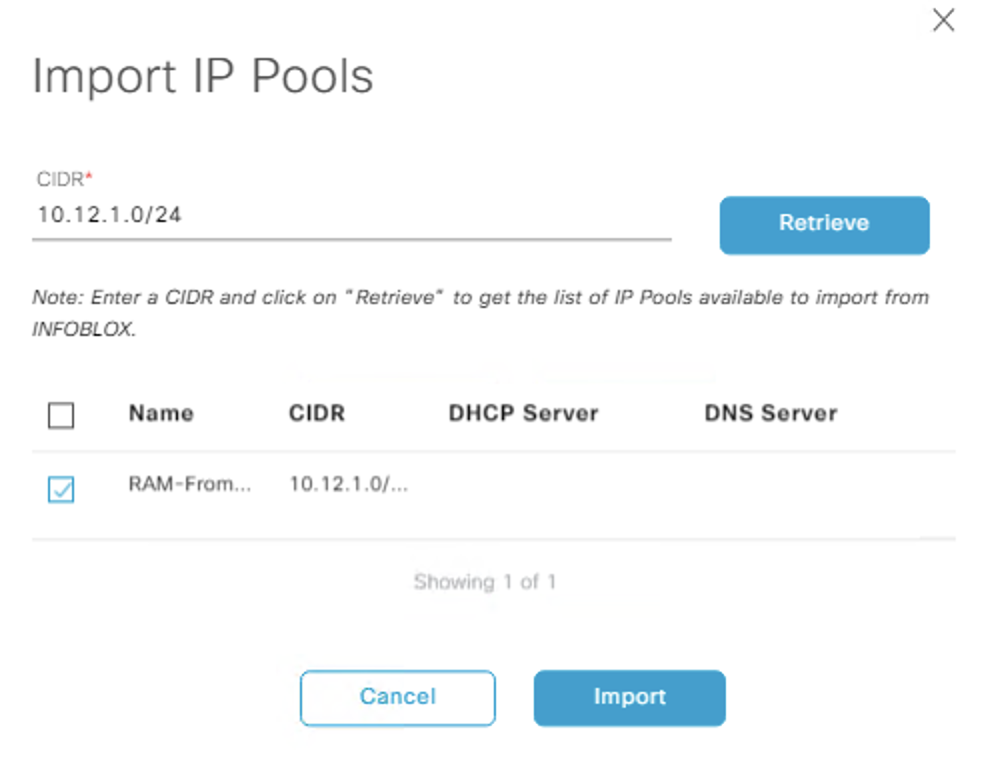 Import IP Pools
CIDR*
10.12.1.0/24
Retrieve
Note: Enter a CIDR and click on "Retrieve" to get the list of IP Pools available to import from
INFOBLOX.
Name CIDR DHCP Server DNS Server
RAM-From... 10.12.1.0/...
Showing 1 of 1
Cancel Import